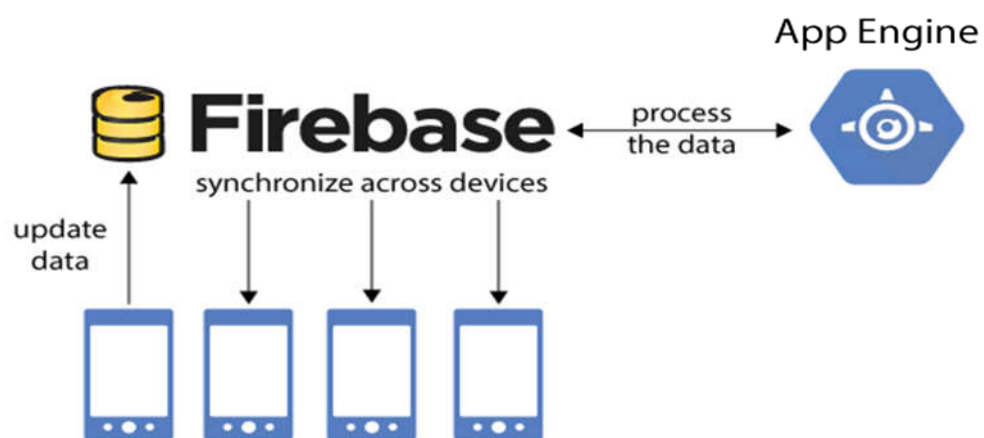 App Engine
Firebase
process
the data
synchronize across devices
update
data